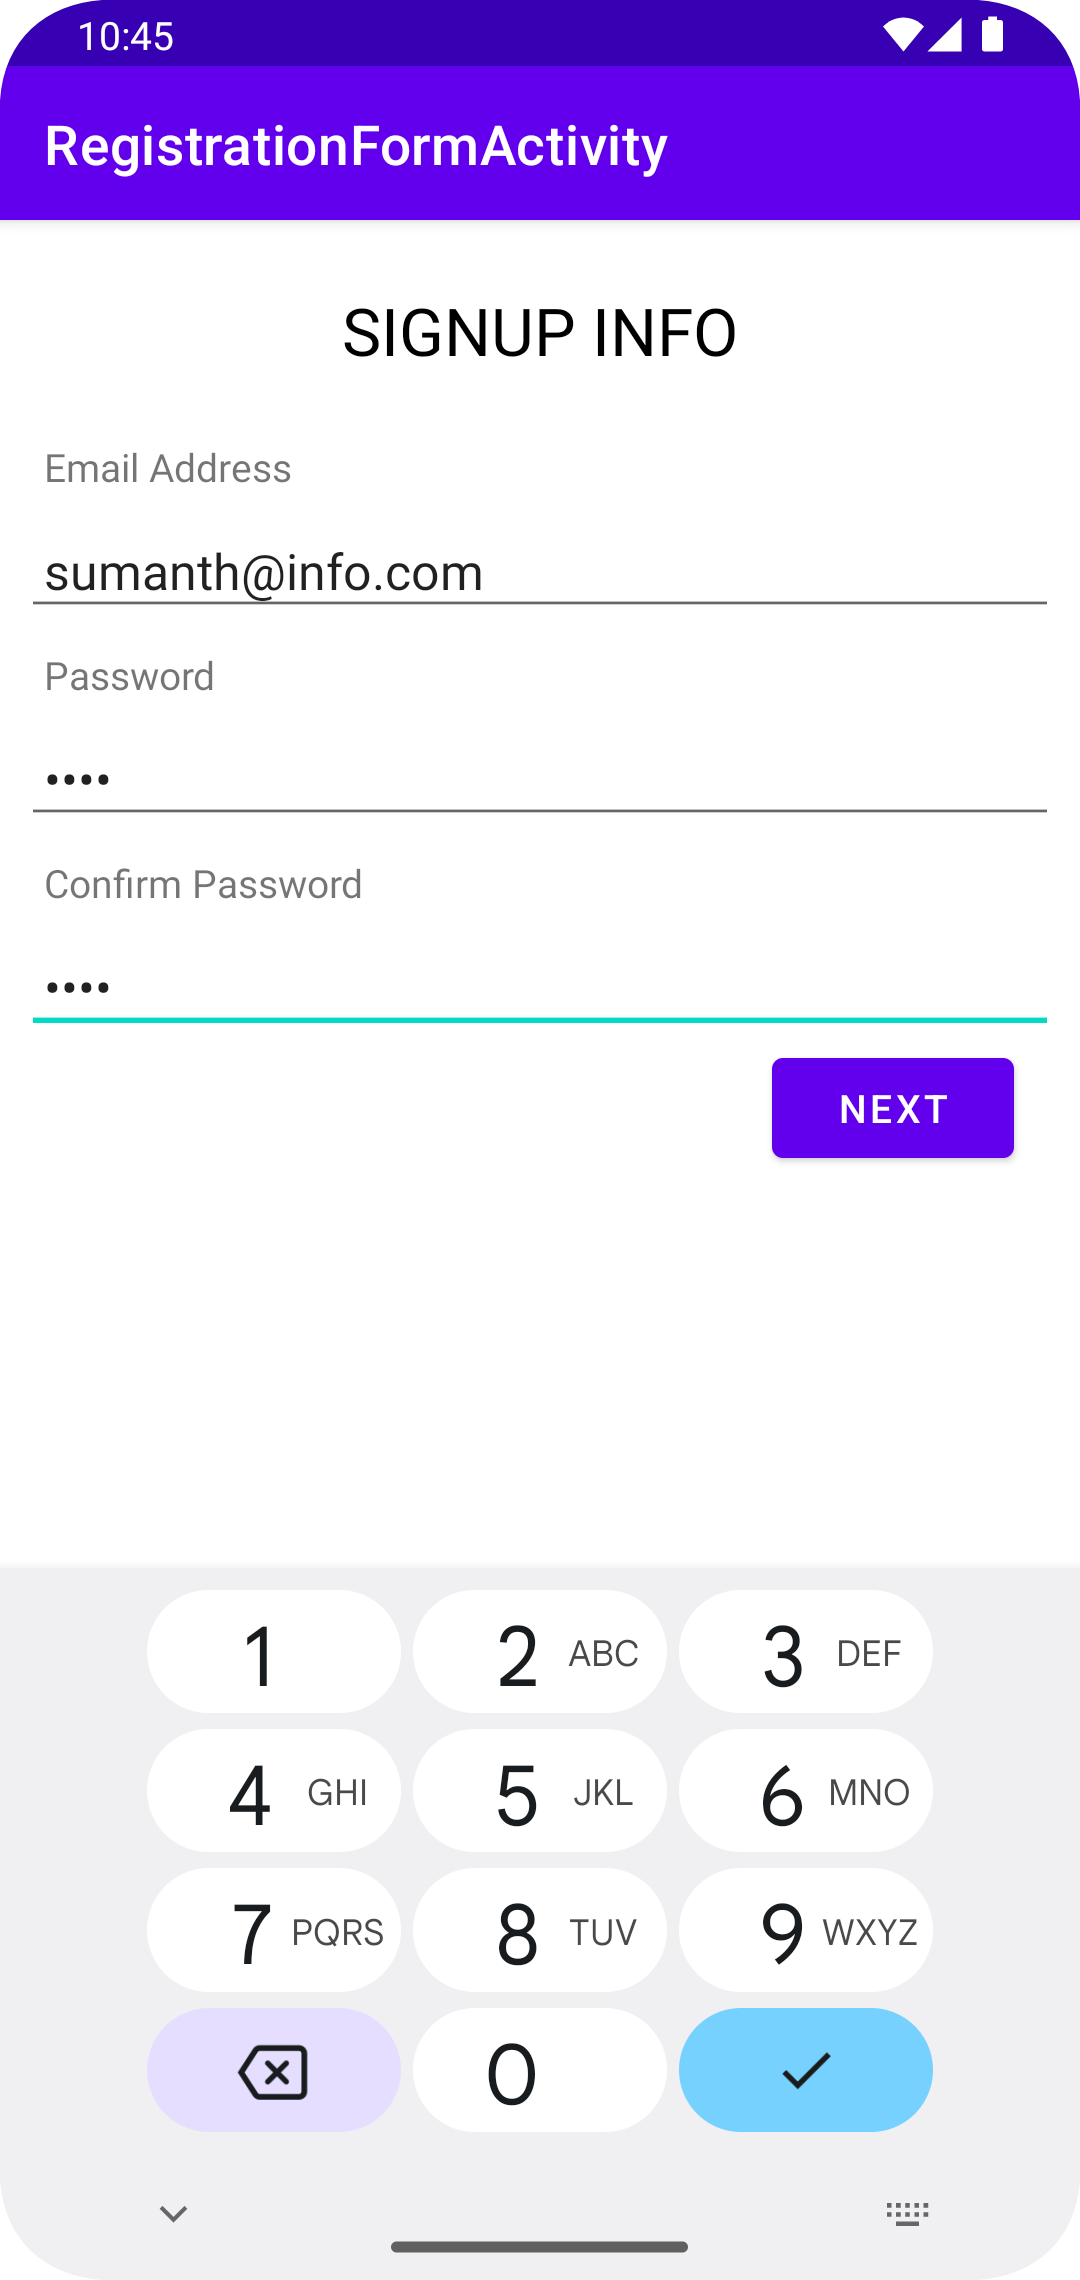 10:45
RegistrationFormActivity
SIGNUP INFO
Email Address
sumanth@info.com
Password
••••
Confirm Password
••••
NEXT
1 2 ABC 3 DEF
4 GHI 5 JKL 6 MNO
7 PQRS 8 TUV 9 WXYZ
0